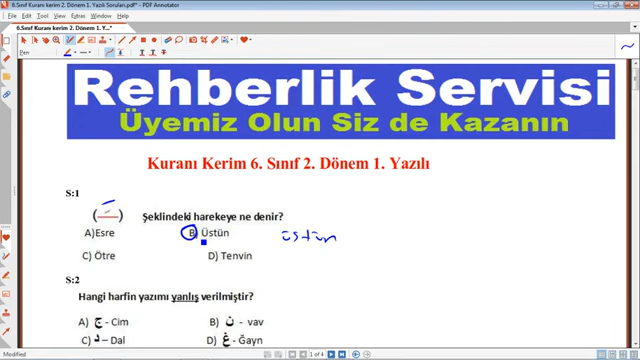 6.Sınıf Kuranı kerim 2. Dönem 1. Yazılı Soruları.pdf* - PDF Annotator
File Edit Insert View Tools Window Help
6.Sınıf Kuranı kerim 2. Dönem 1. Y...
Pen
Rehberlik Servisi
Üyemiz Olun Siz de Kazanın
Kuranı Kerim 6. Sınıf 2. Dönem 1. Yazılı
S:1
( ) Şeklindeki harekeye ne denir?
A)Esre B) Üstün üstün
C) Ötre D) Tenvin
S:2
Hangi harfin yazımı yanlış verilmiştir?
A) ج - Cim B) ن - vav
C) د – Dal D) غ - Ğayn
Modified 1 of 4